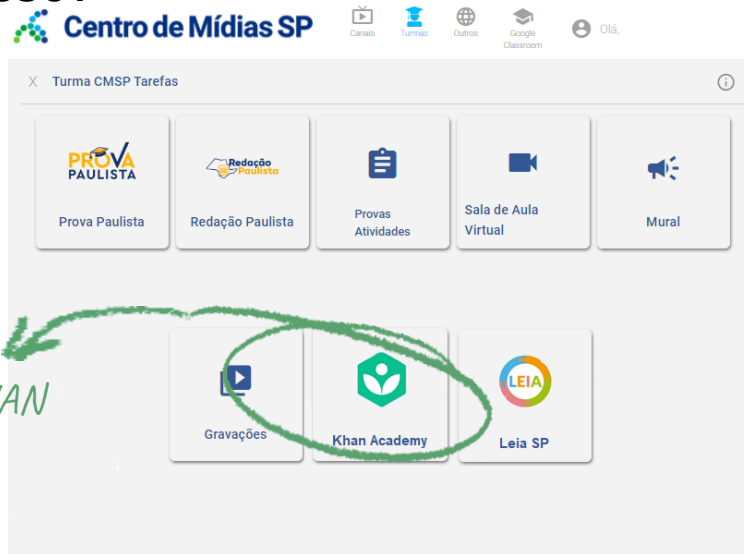 Centro de Mídias SP
Canais
Turmas
Outros
Google
Classroom
Olá,
X Turma CMSP Tarefas
PROVA
PAULISTA
Prova Paulista
Redação
Paulista
Redação Paulista
Provas
Atividades
Sala de Aula
Virtual
Mural
Gravações
Khan Academy
LEIA
Leia SP